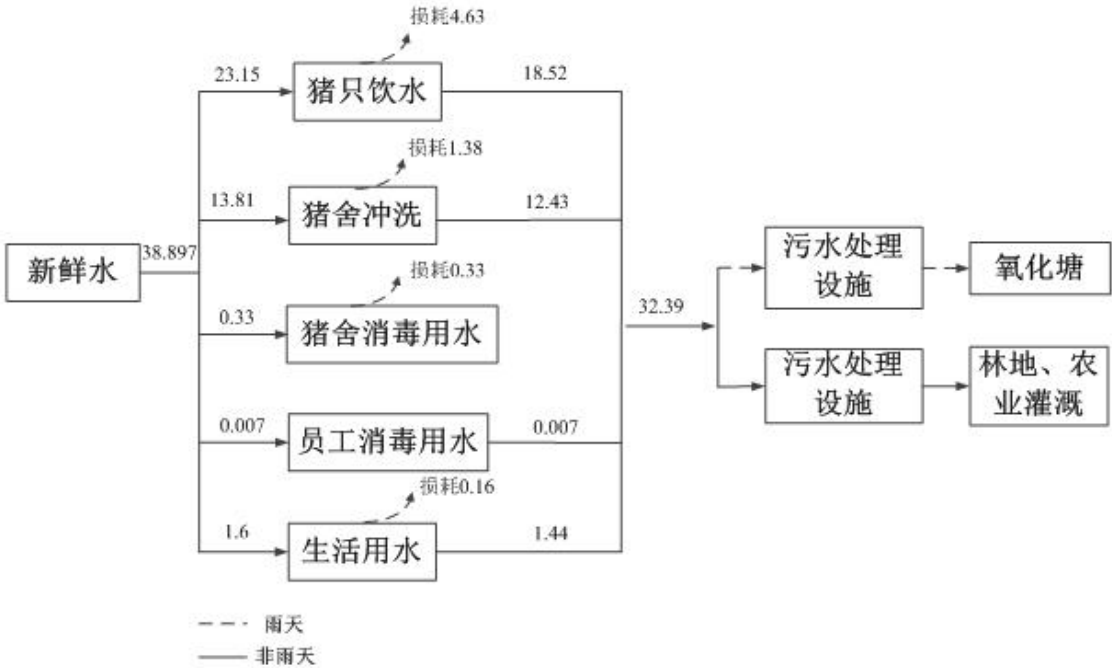 损耗4.63
23.15
猪只饮水
18.52
损耗1.38
13.81
猪舍冲洗
12.43
新鲜水
38.897
损耗0.33
0.33
猪舍消毒用水
0.007
员工消毒用水
0.007
损耗0.16
1.6
生活用水
1.44
32.39
污水处理
设施
氧化塘
污水处理
设施
林地、农
业灌溉
雨天
非雨天